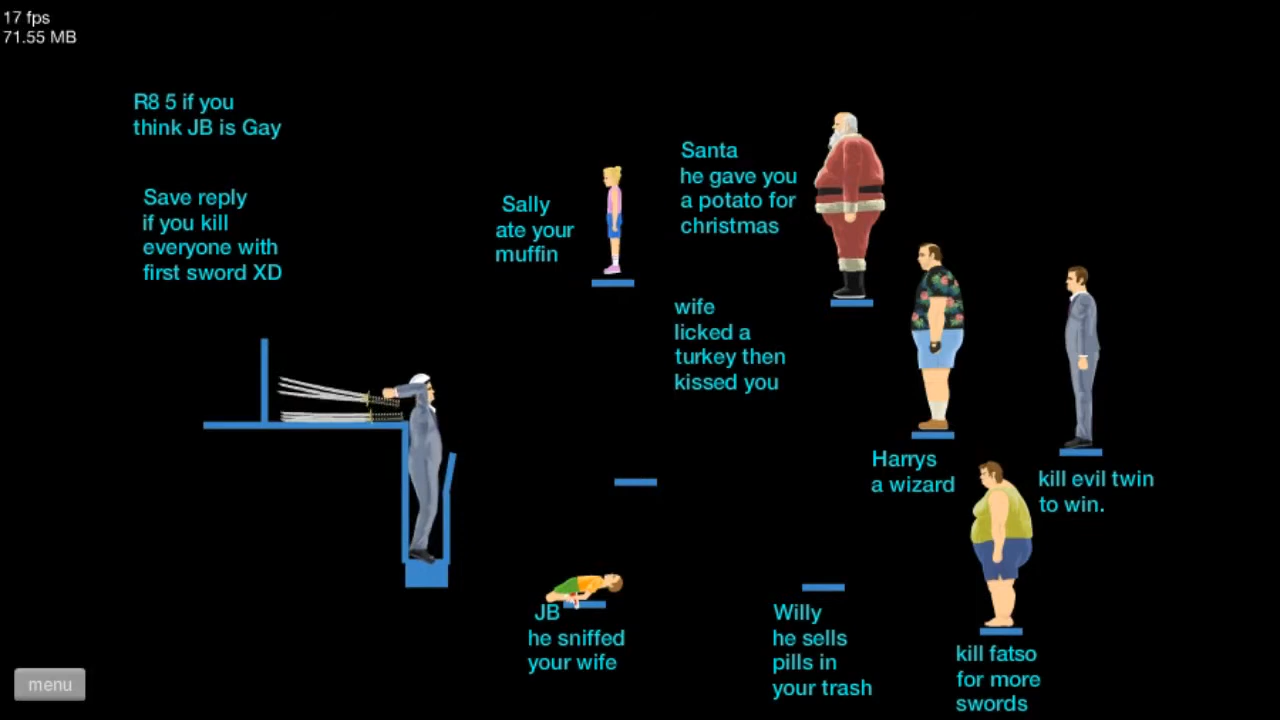 17 fps
71.55 MB
R8 5 if you
think JB is Gay
Save reply
if you kill
everyone with
first sword XD
Sally
ate your
muffin
Santa
he gave you
a potato for
christmas
wife
licked a
turkey then
kissed you
Harrys
a wizard
kill evil twin
to win.
JB
he sniffed
your wife
Willy
he sells
pills in
your trash
kill fatso
for more
swords
menu